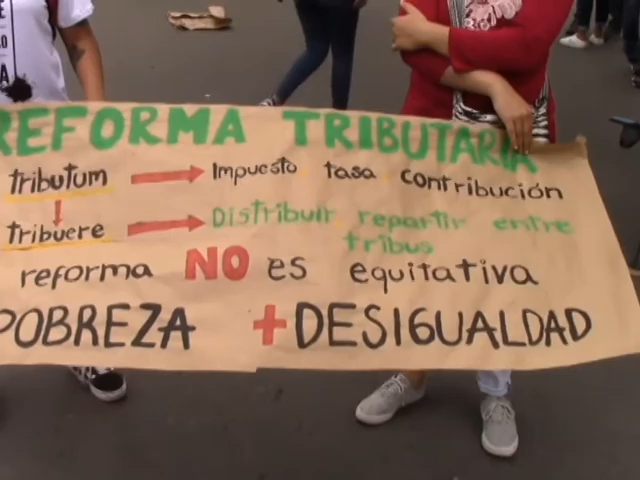 REFORMA TRIBUTARIA
tributum → Impuesto tasa contribución
tribuere → Distribuir repartir entre
tribus
reforma NO es equitativa
POBREZA + DESIGUALDAD